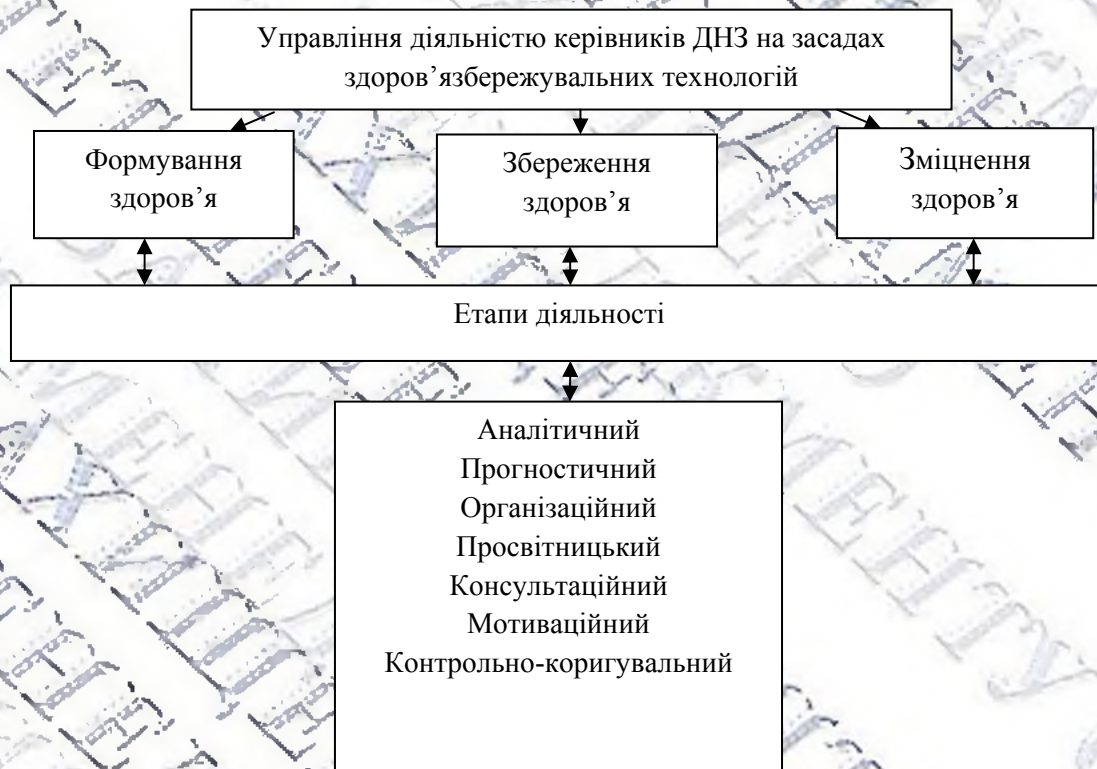 Управління діяльністю керівників ДНЗ на засадах
здоров’язбережувальних технологій
Формування
здоров’я
Збереження
здоров’я
Зміцнення
здоров’я
Етапи діяльності
Аналітичний
Прогностичний
Організаційний
Просвітницький
Консультаційний
Мотиваційний
Контрольно-коригувальний